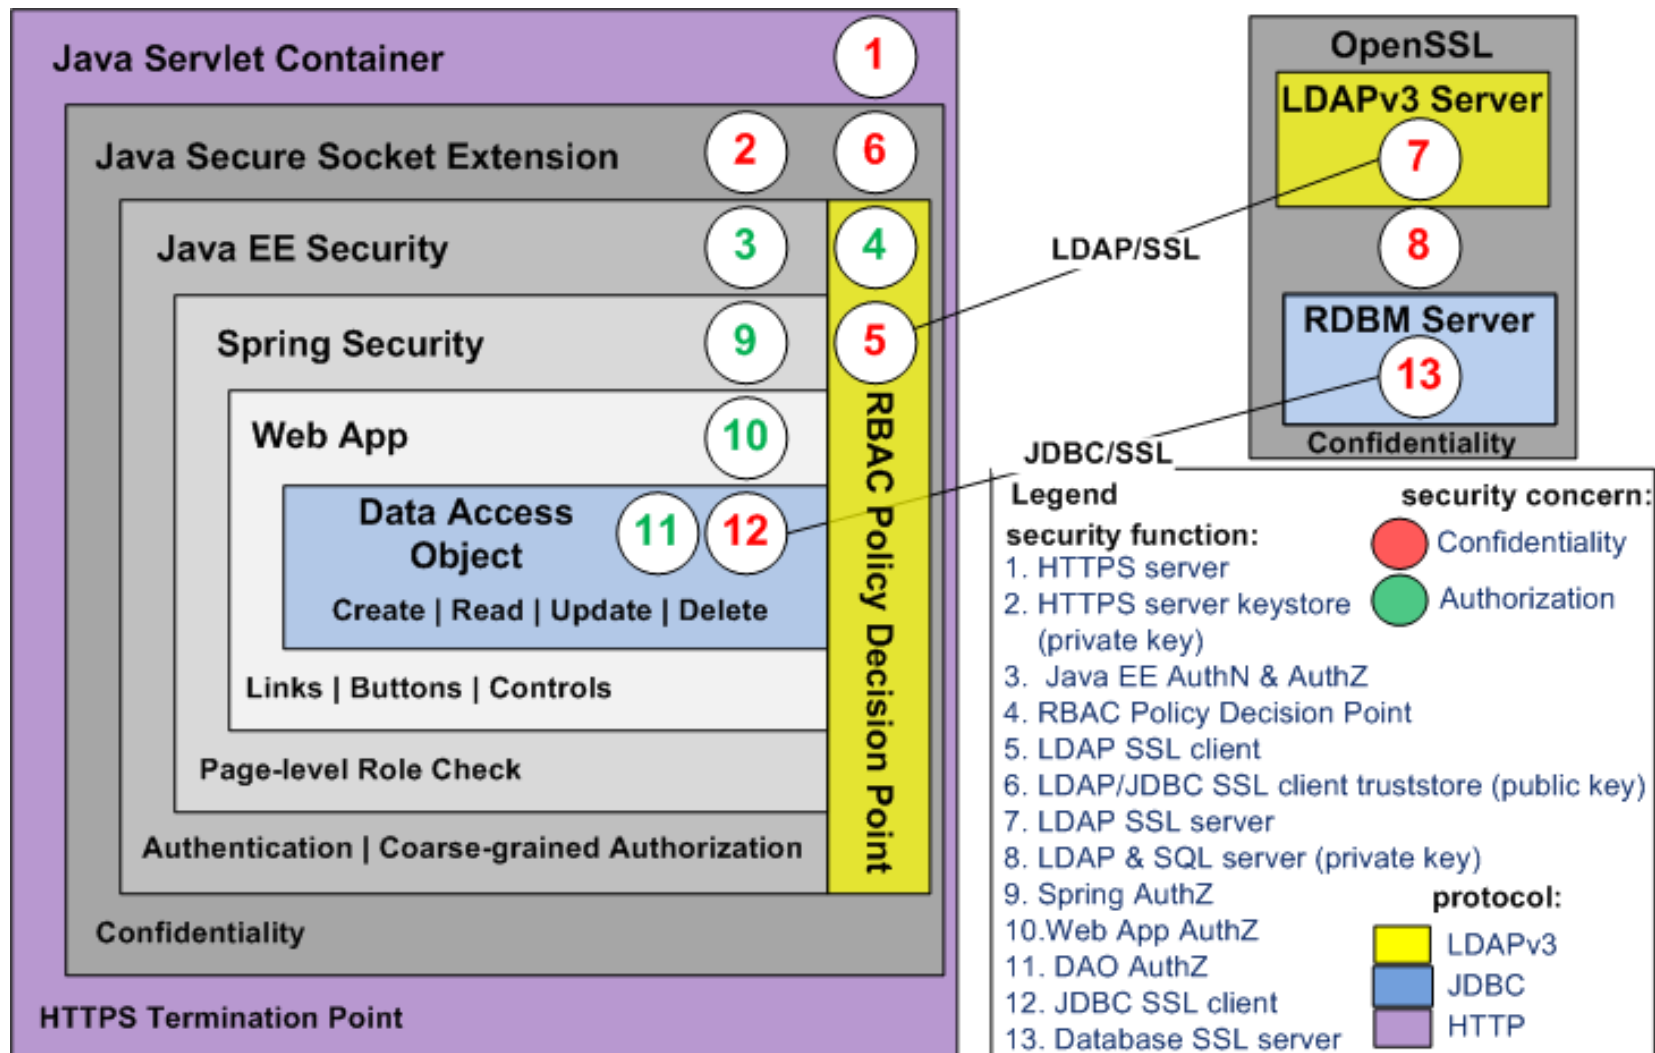 Java Servlet Container
1
Java Secure Socket Extension
2
6
Java EE Security
3
4
Spring Security
9
5
Web App
10
Data Access
Object
11
12
Create | Read | Update | Delete
Links | Buttons | Controls
Page-level Role Check
Authentication | Coarse-grained Authorization
Confidentiality
HTTPS Termination Point
RBAC Policy Decision Point
LDAP/SSL
JDBC/SSL
OpenSSL
LDAPv3 Server
7
8
RDBM Server
13
Confidentiality
Legend
security function:
1. HTTPS server
2. HTTPS server keystore
(private key)
3. Java EE AuthN & AuthZ
4. RBAC Policy Decision Point
5. LDAP SSL client
6. LDAP/JDBC SSL client truststore (public key)
7. LDAP SSL server
8. LDAP & SQL server (private key)
9. Spring AuthZ
10.Web App AuthZ
11. DAO AuthZ
12. JDBC SSL client
13. Database SSL server
security concern:
Confidentiality
Authorization
protocol:
LDAPv3
JDBC
HTTP